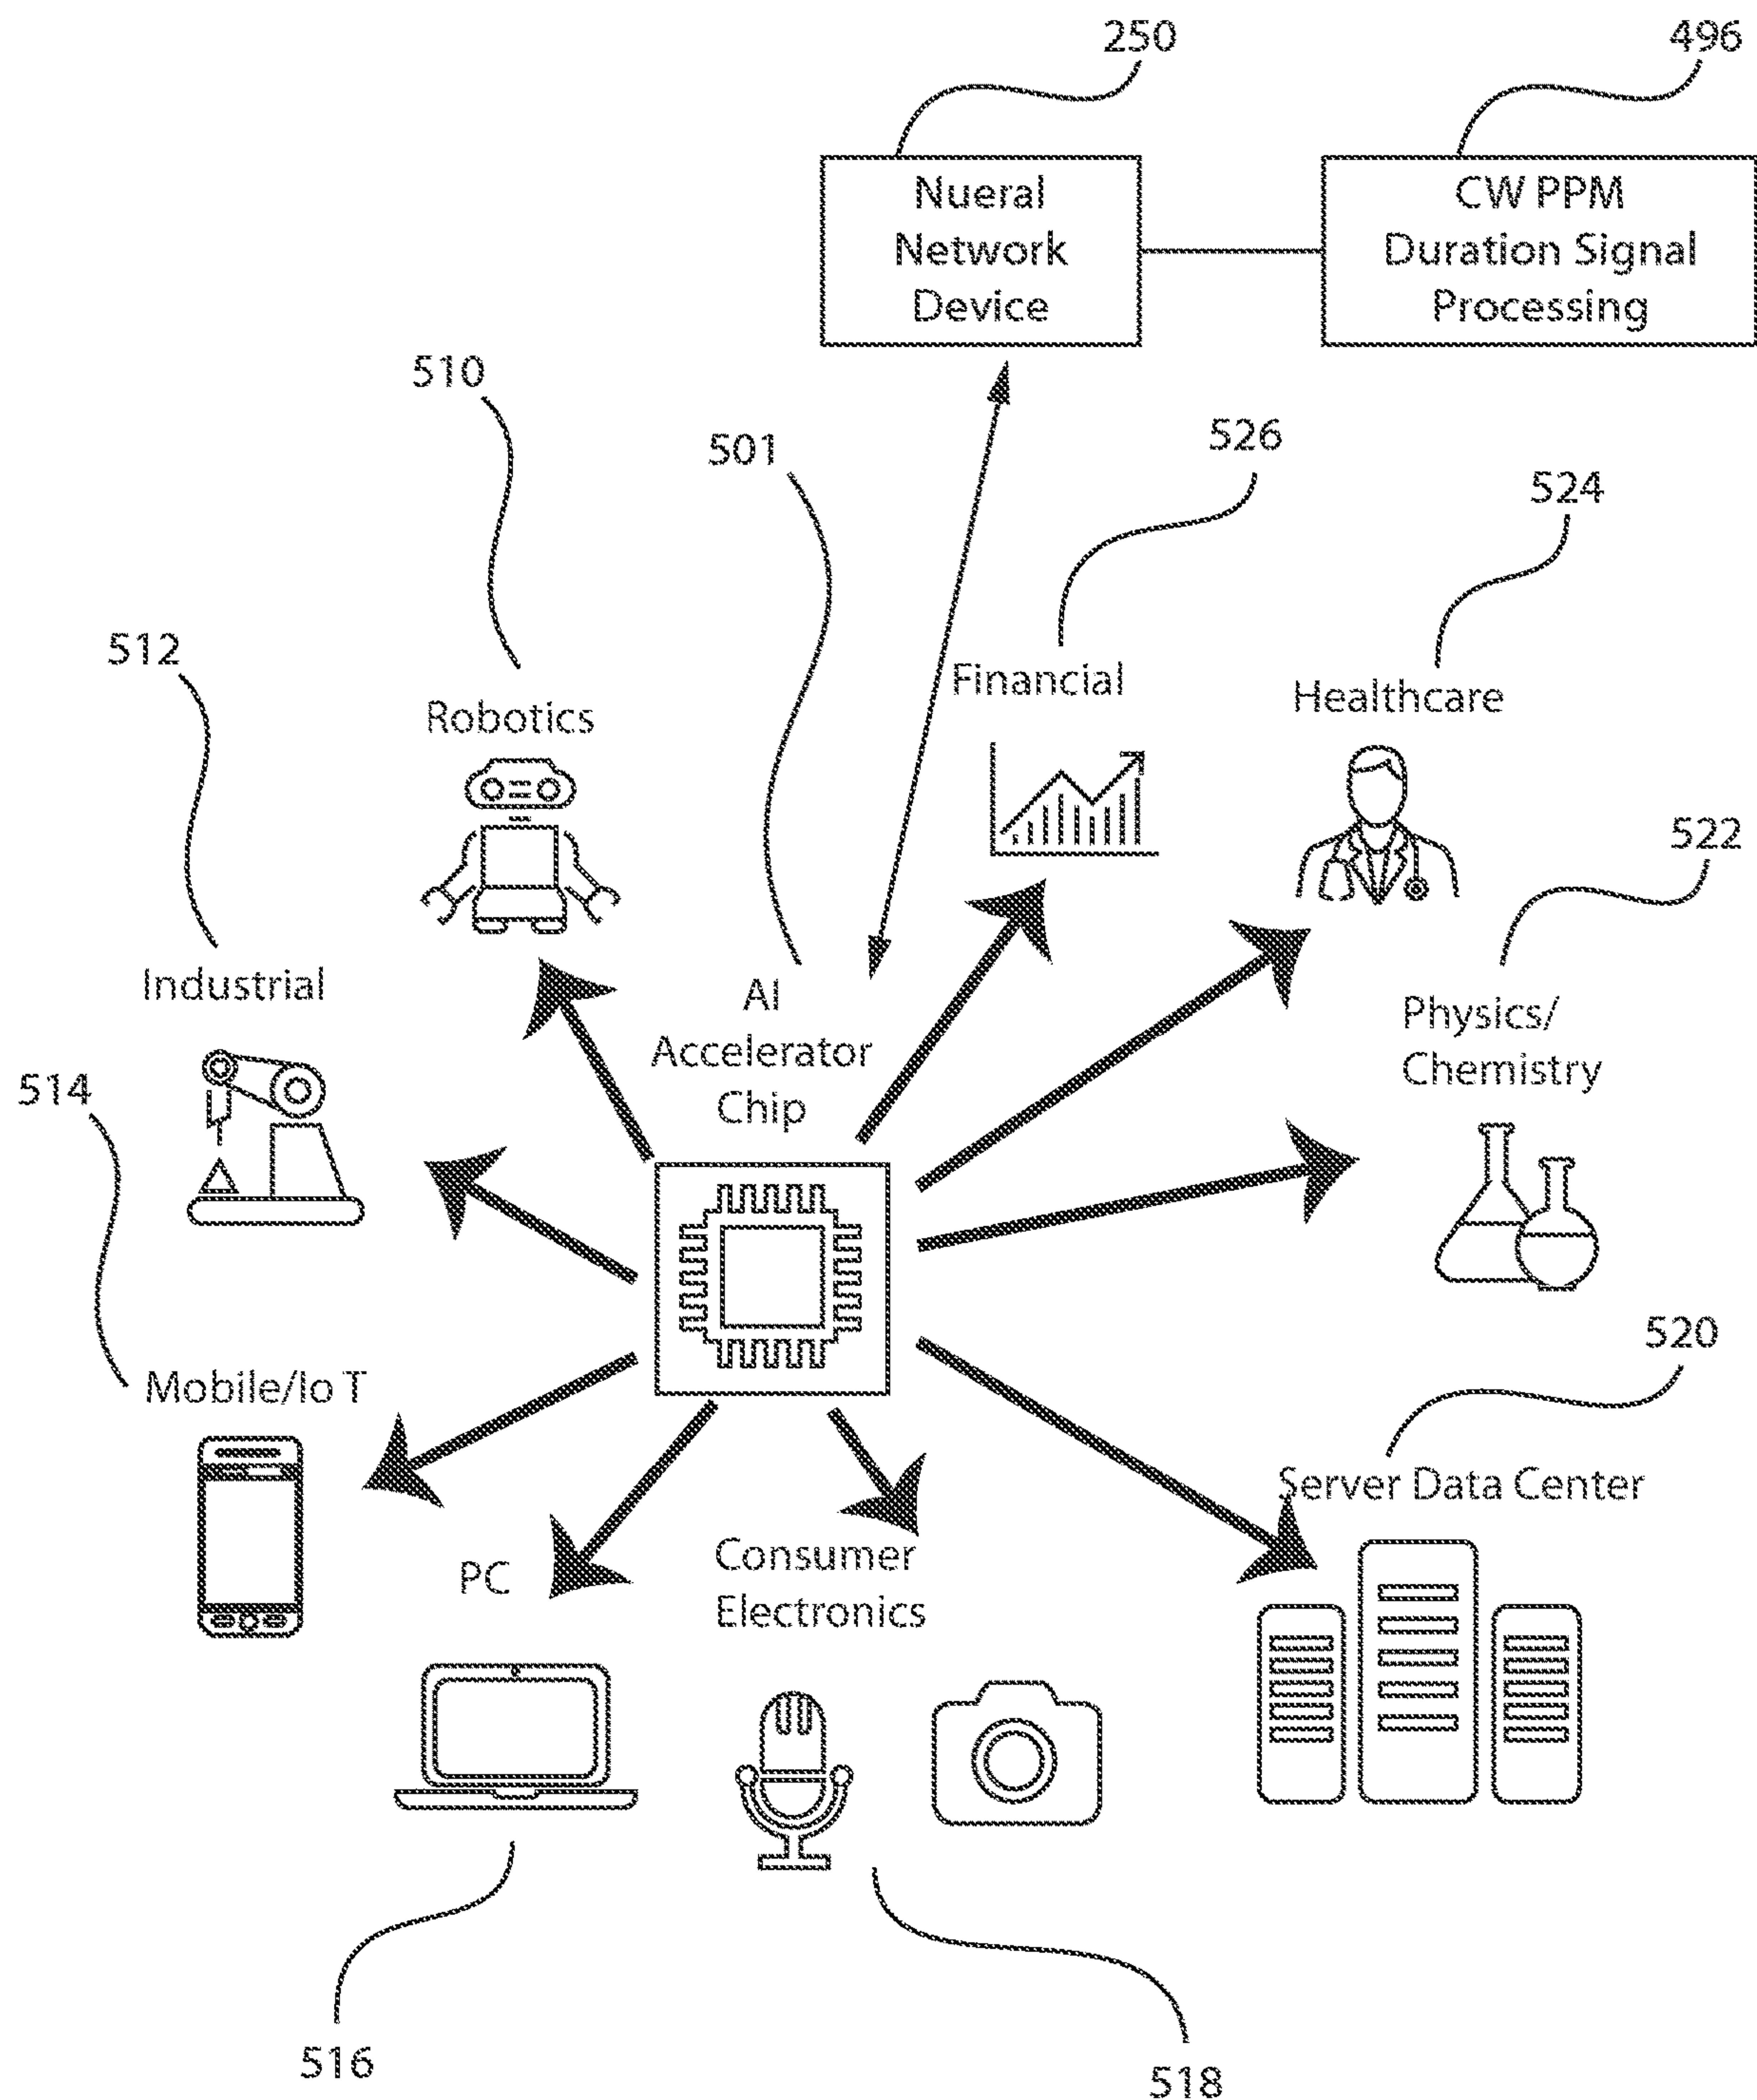 250
496
Nueral
Network
Device
CW PPM
Duration Signal
Processing
510
501
526
524
512
Robotics
Financial
Healthcare
522
Industrial
AI
Accelerator
Chip
Physics/
Chemistry
514
520
Mobile/Io T
Server Data Center
PC
Consumer
Electronics
516
518